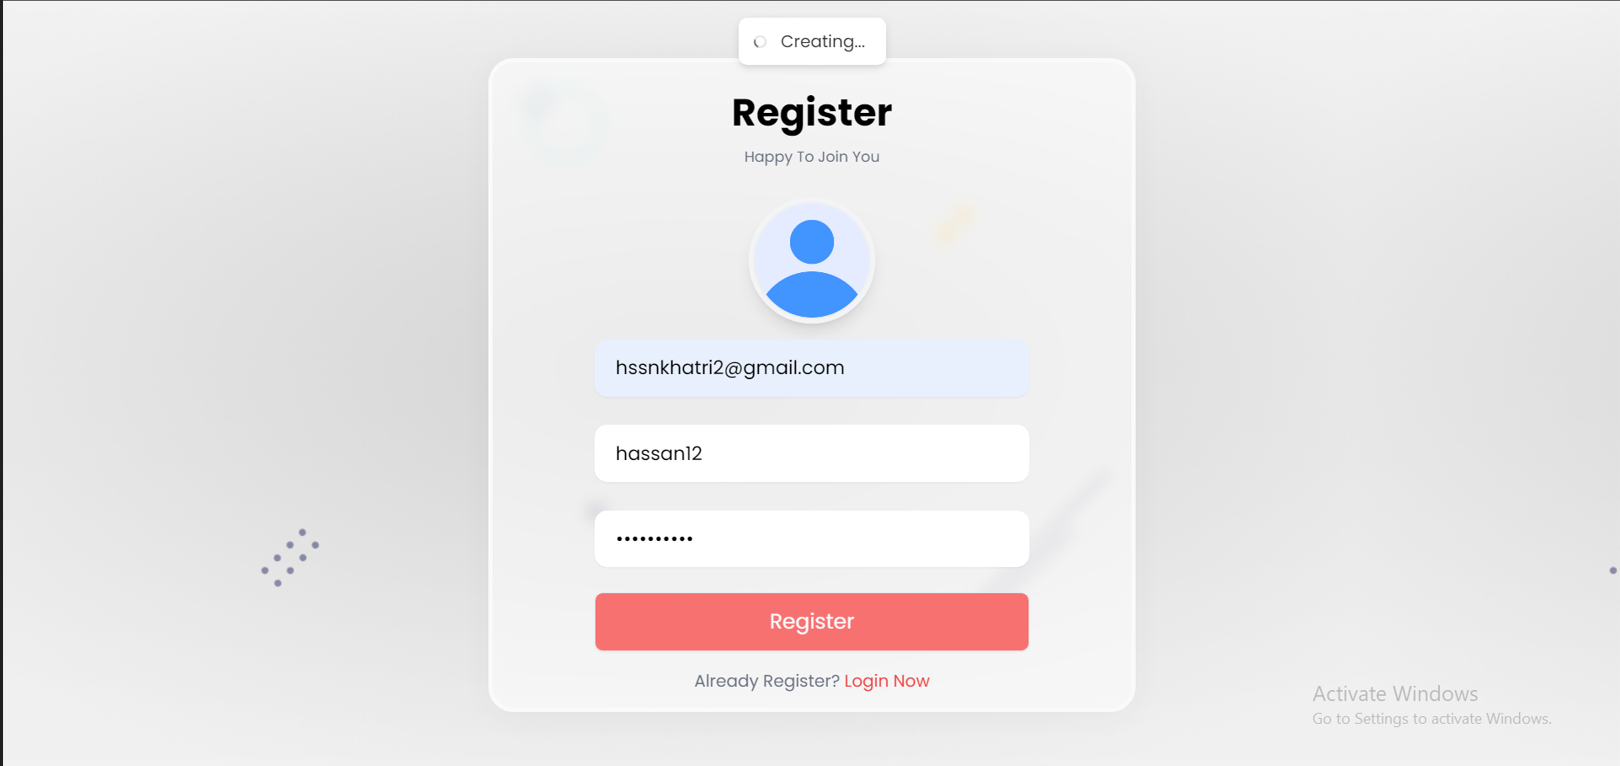 Creating...
Register
Happy To Join You
hssnkhatri2@gmail.com
hassan12
••••••••••
Register
Already Register? Login Now
Activate Windows
Go to Settings to activate Windows.